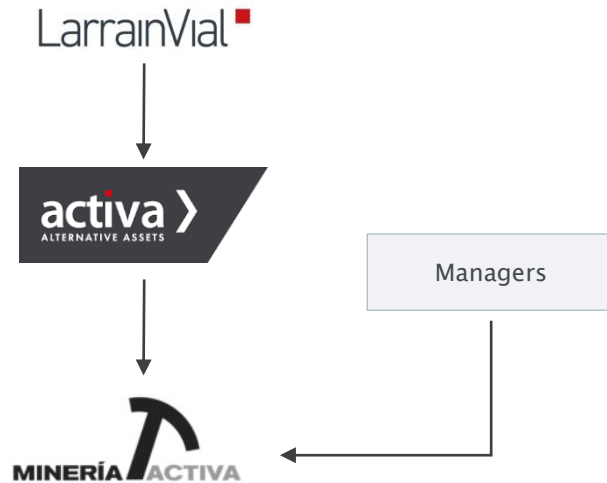 LarrainVial
activa
ALTERNATIVE ASSETS
Managers
MINERÍA ACTIVA